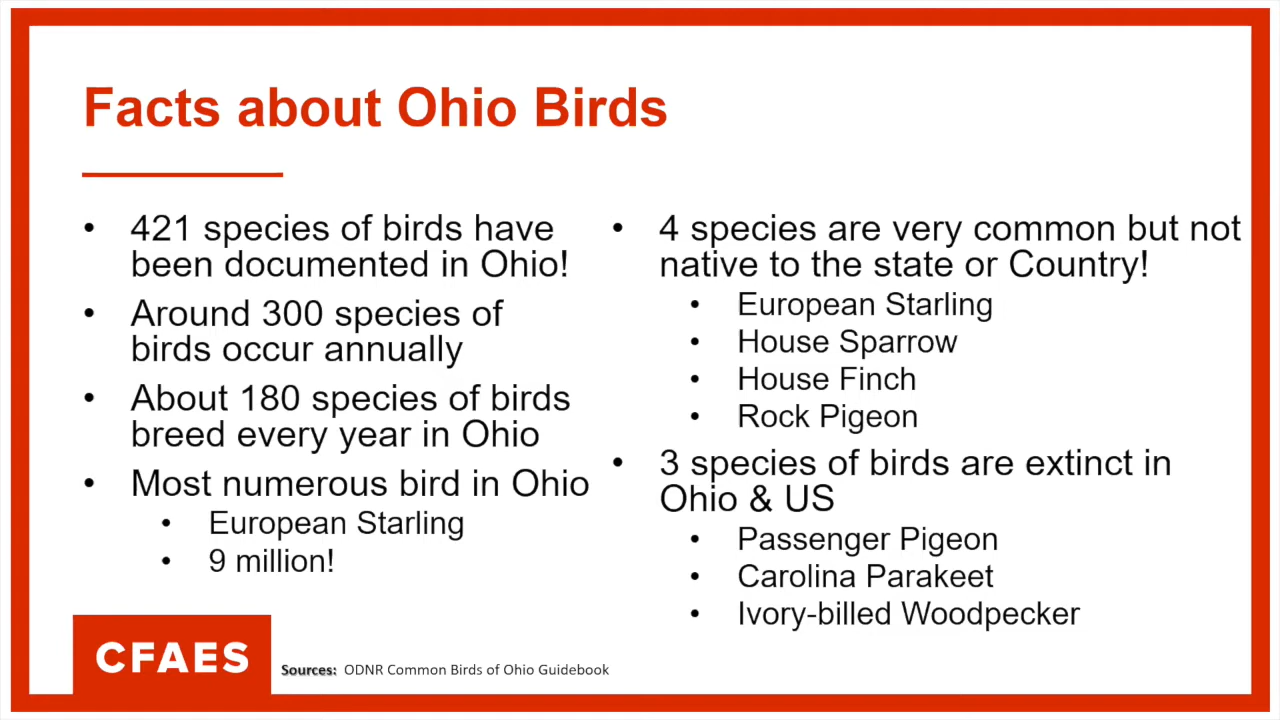 Facts about Ohio Birds
• 421 species of birds have
been documented in Ohio!
• Around 300 species of
birds occur annually
• About 180 species of birds
breed every year in Ohio
• Most numerous bird in Ohio
• European Starling
• 9 million!
• 4 species are very common but not
native to the state or Country!
• European Starling
• House Sparrow
• House Finch
• Rock Pigeon
• 3 species of birds are extinct in
Ohio & US
• Passenger Pigeon
• Carolina Parakeet
• Ivory-billed Woodpecker
CFAES
Sources: ODNR Common Birds of Ohio Guidebook